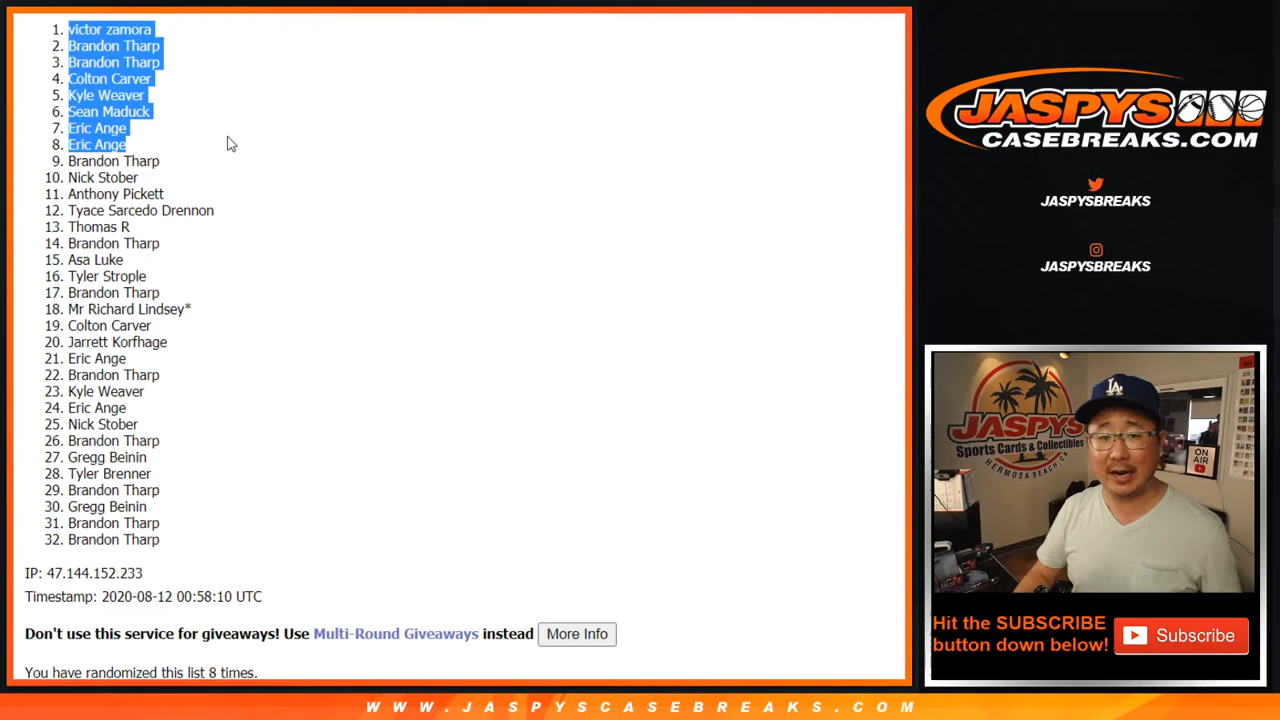 1. victor zamora
2. Brandon Tharp
3. Brandon Tharp
4. Colton Carver
5. Kyle Weaver
6. Sean Maduck
7. Eric Ange
8. Eric Ange
9. Brandon Tharp
10. Nick Stober
11. Anthony Pickett
12. Tyace Sarcedo Drennon
13. Thomas R
14. Brandon Tharp
15. Asa Luke
16. Tyler Strople
17. Brandon Tharp
18. Mr Richard Lindsey*
19. Colton Carver
20. Jarrett Korfhage
21. Eric Ange
22. Brandon Tharp
23. Kyle Weaver
24. Eric Ange
25. Nick Stober
26. Brandon Tharp
27. Gregg Beinin
28. Tyler Brenner
29. Brandon Tharp
30. Gregg Beinin
31. Brandon Tharp
32. Brandon Tharp
IP: 47.144.152.233
Timestamp: 2020-08-12 00:58:10 UTC
Don't use this service for giveaways! Use Multi-Round Giveaways instead More Info
You have randomized this list 8 times.
JASPYS
CASEBREAKS.COM
JASPYSBREAKS
JASPYSBREAKS
LA
JASPYS
Sports Cards & Collectibles
HERMOSA BEACH, CA
ON
AIR
Hit the SUBSCRIBE
button down below!
Subscribe
WWW.JASPYSCASEBREAKS.COM